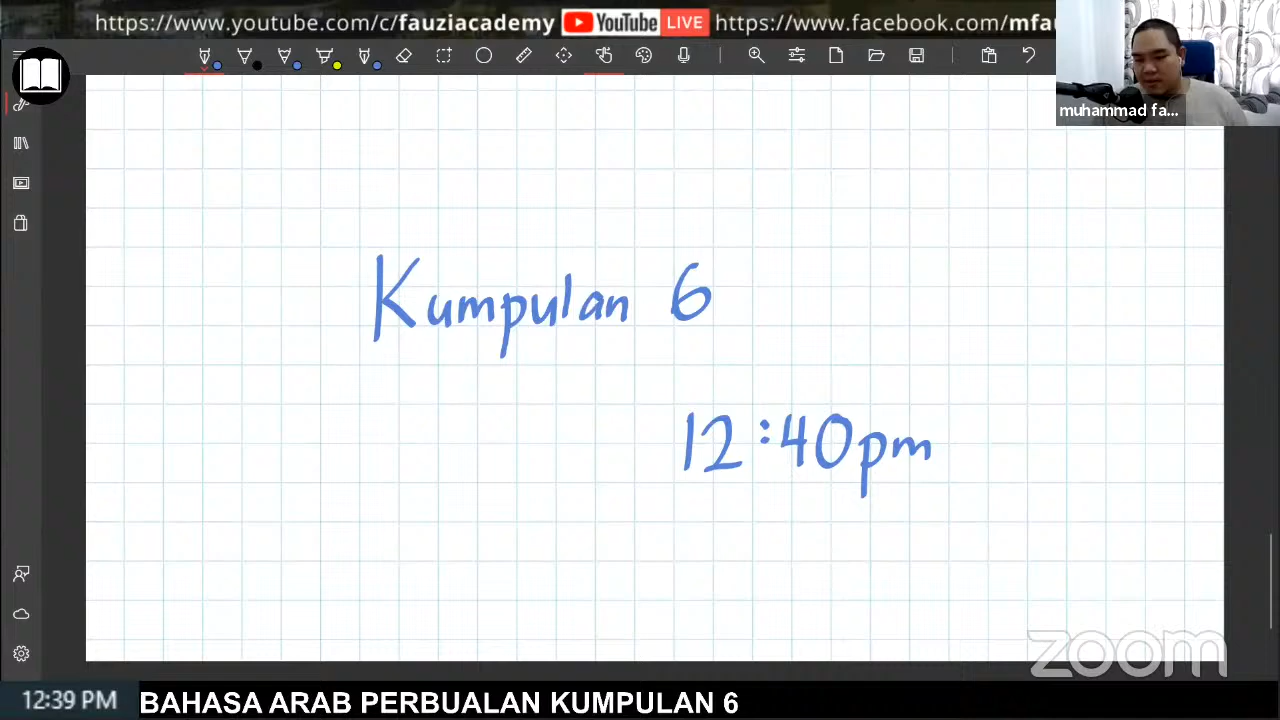 https://www.youtube.com/c/fauziacademy YouTube LIVE https://www.facebook.com/mfau
muhammad fa...
Kumpulan 6
12:40pm
zoom
12:39 PM BAHASA ARAB PERBUALAN KUMPULAN 6